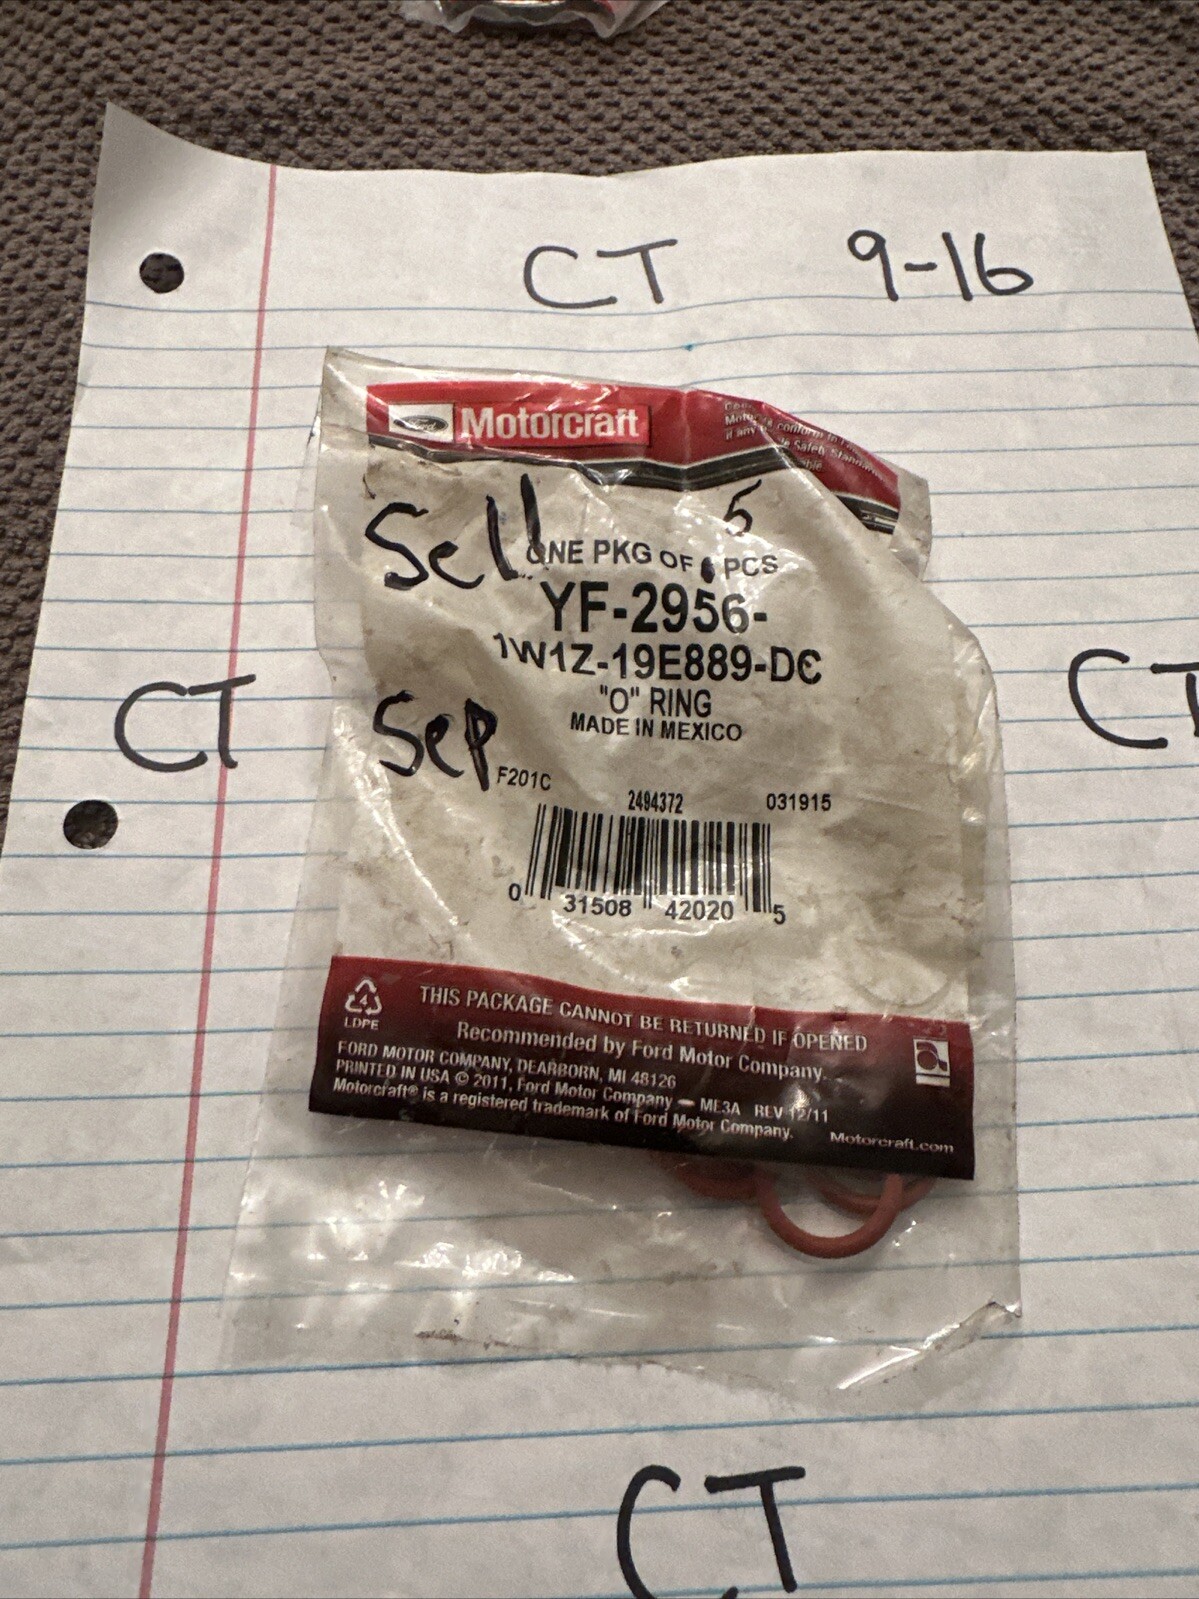 CT 9-16
Ford Motorcraft
if any
Sell
5
ONE PKG OF PCS
YF-2956-
1W1Z-19E889-DC
"O" RING
MADE IN MEXICO
Sep
F201C
2494372 031915
0 31508 42020 5
CT
CT
4
LDPE
THIS PACKAGE CANNOT BE RETURNED IF OPENED
Recommended by Ford Motor Company.
FORD MOTOR COMPANY, DEARBORN, MI 48126
PRINTED IN USA © 2011, Ford Motor Company – ME3A REV 12/11
Motorcraft® is a registered trademark of Ford Motor Company.
Motorcraft.com
CT